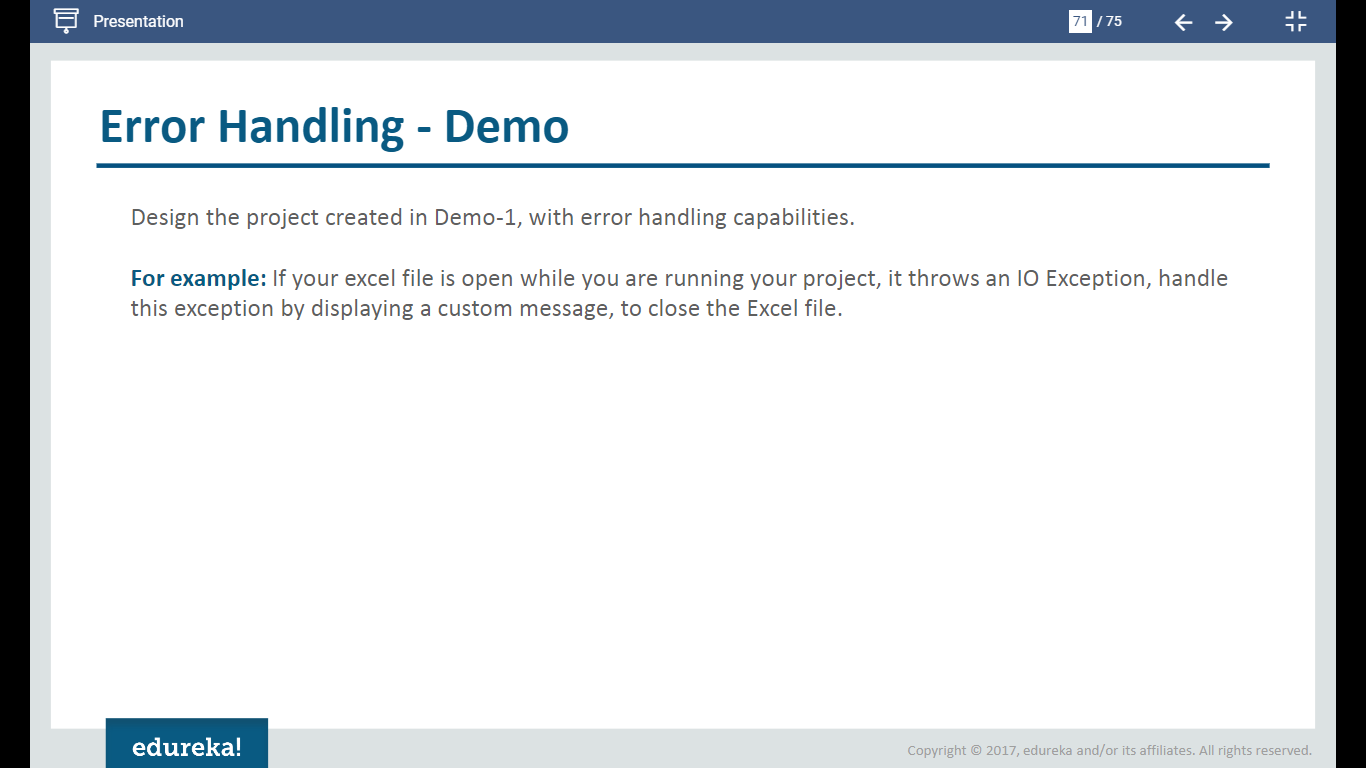 Presentation
71 / 75
Error Handling - Demo
Design the project created in Demo-1, with error handling capabilities.
For example: If your excel file is open while you are running your project, it throws an IO Exception, handle
this exception by displaying a custom message, to close the Excel file.
edureka!
Copyright © 2017, edureka and/or its affiliates. All rights reserved.